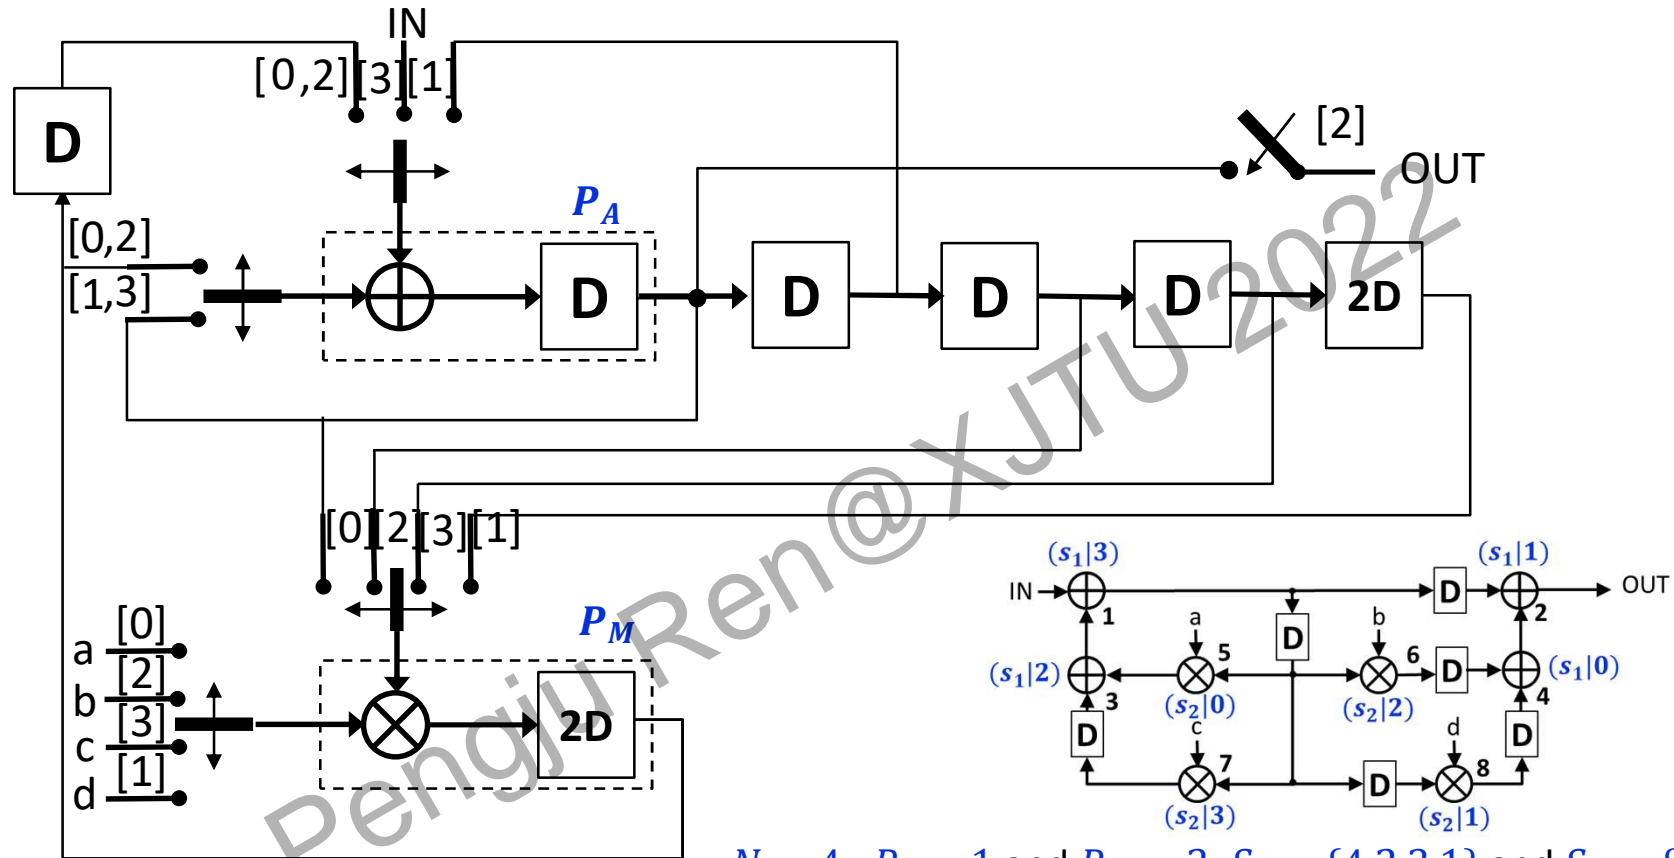 IN
[0,2] [3] [1]
D
[2]
OUT
P_A
[0,2]
[1,3]
D
D
D
D
2D
[0] [2] [3] [1]
P_M
a [0]
b [2]
c [3]
d [1]
2D
(s₁|3)
(s₁|1)
IN
D
OUT
1
2
D
a
b
5
6
(s₁|2)
D
(s₁|0)
3
4
(s₂|0)
(s₂|2)
D
c
d
D
7
8
D
(s₂|3)
(s₂|1)
Pengju Ren@XJTU 2022